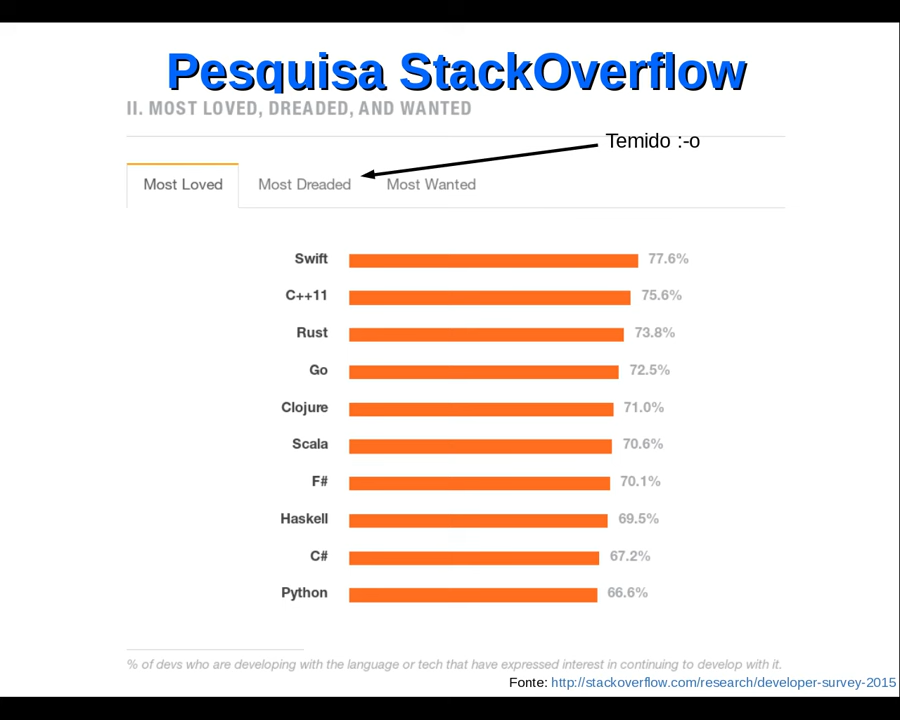 Pesquisa StackOverflow
II. MOST LOVED, DREADED, AND WANTED
Temido :-o
Most Loved Most Dreaded Most Wanted
Swift 77.6%
C++11 75.6%
Rust 73.8%
Go 72.5%
Clojure 71.0%
Scala 70.6%
F# 70.1%
Haskell 69.5%
C# 67.2%
Python 66.6%
% of devs who are developing with the language or tech that have expressed interest in continuing to develop with it.
Fonte: http://stackoverflow.com/research/developer-survey-2015